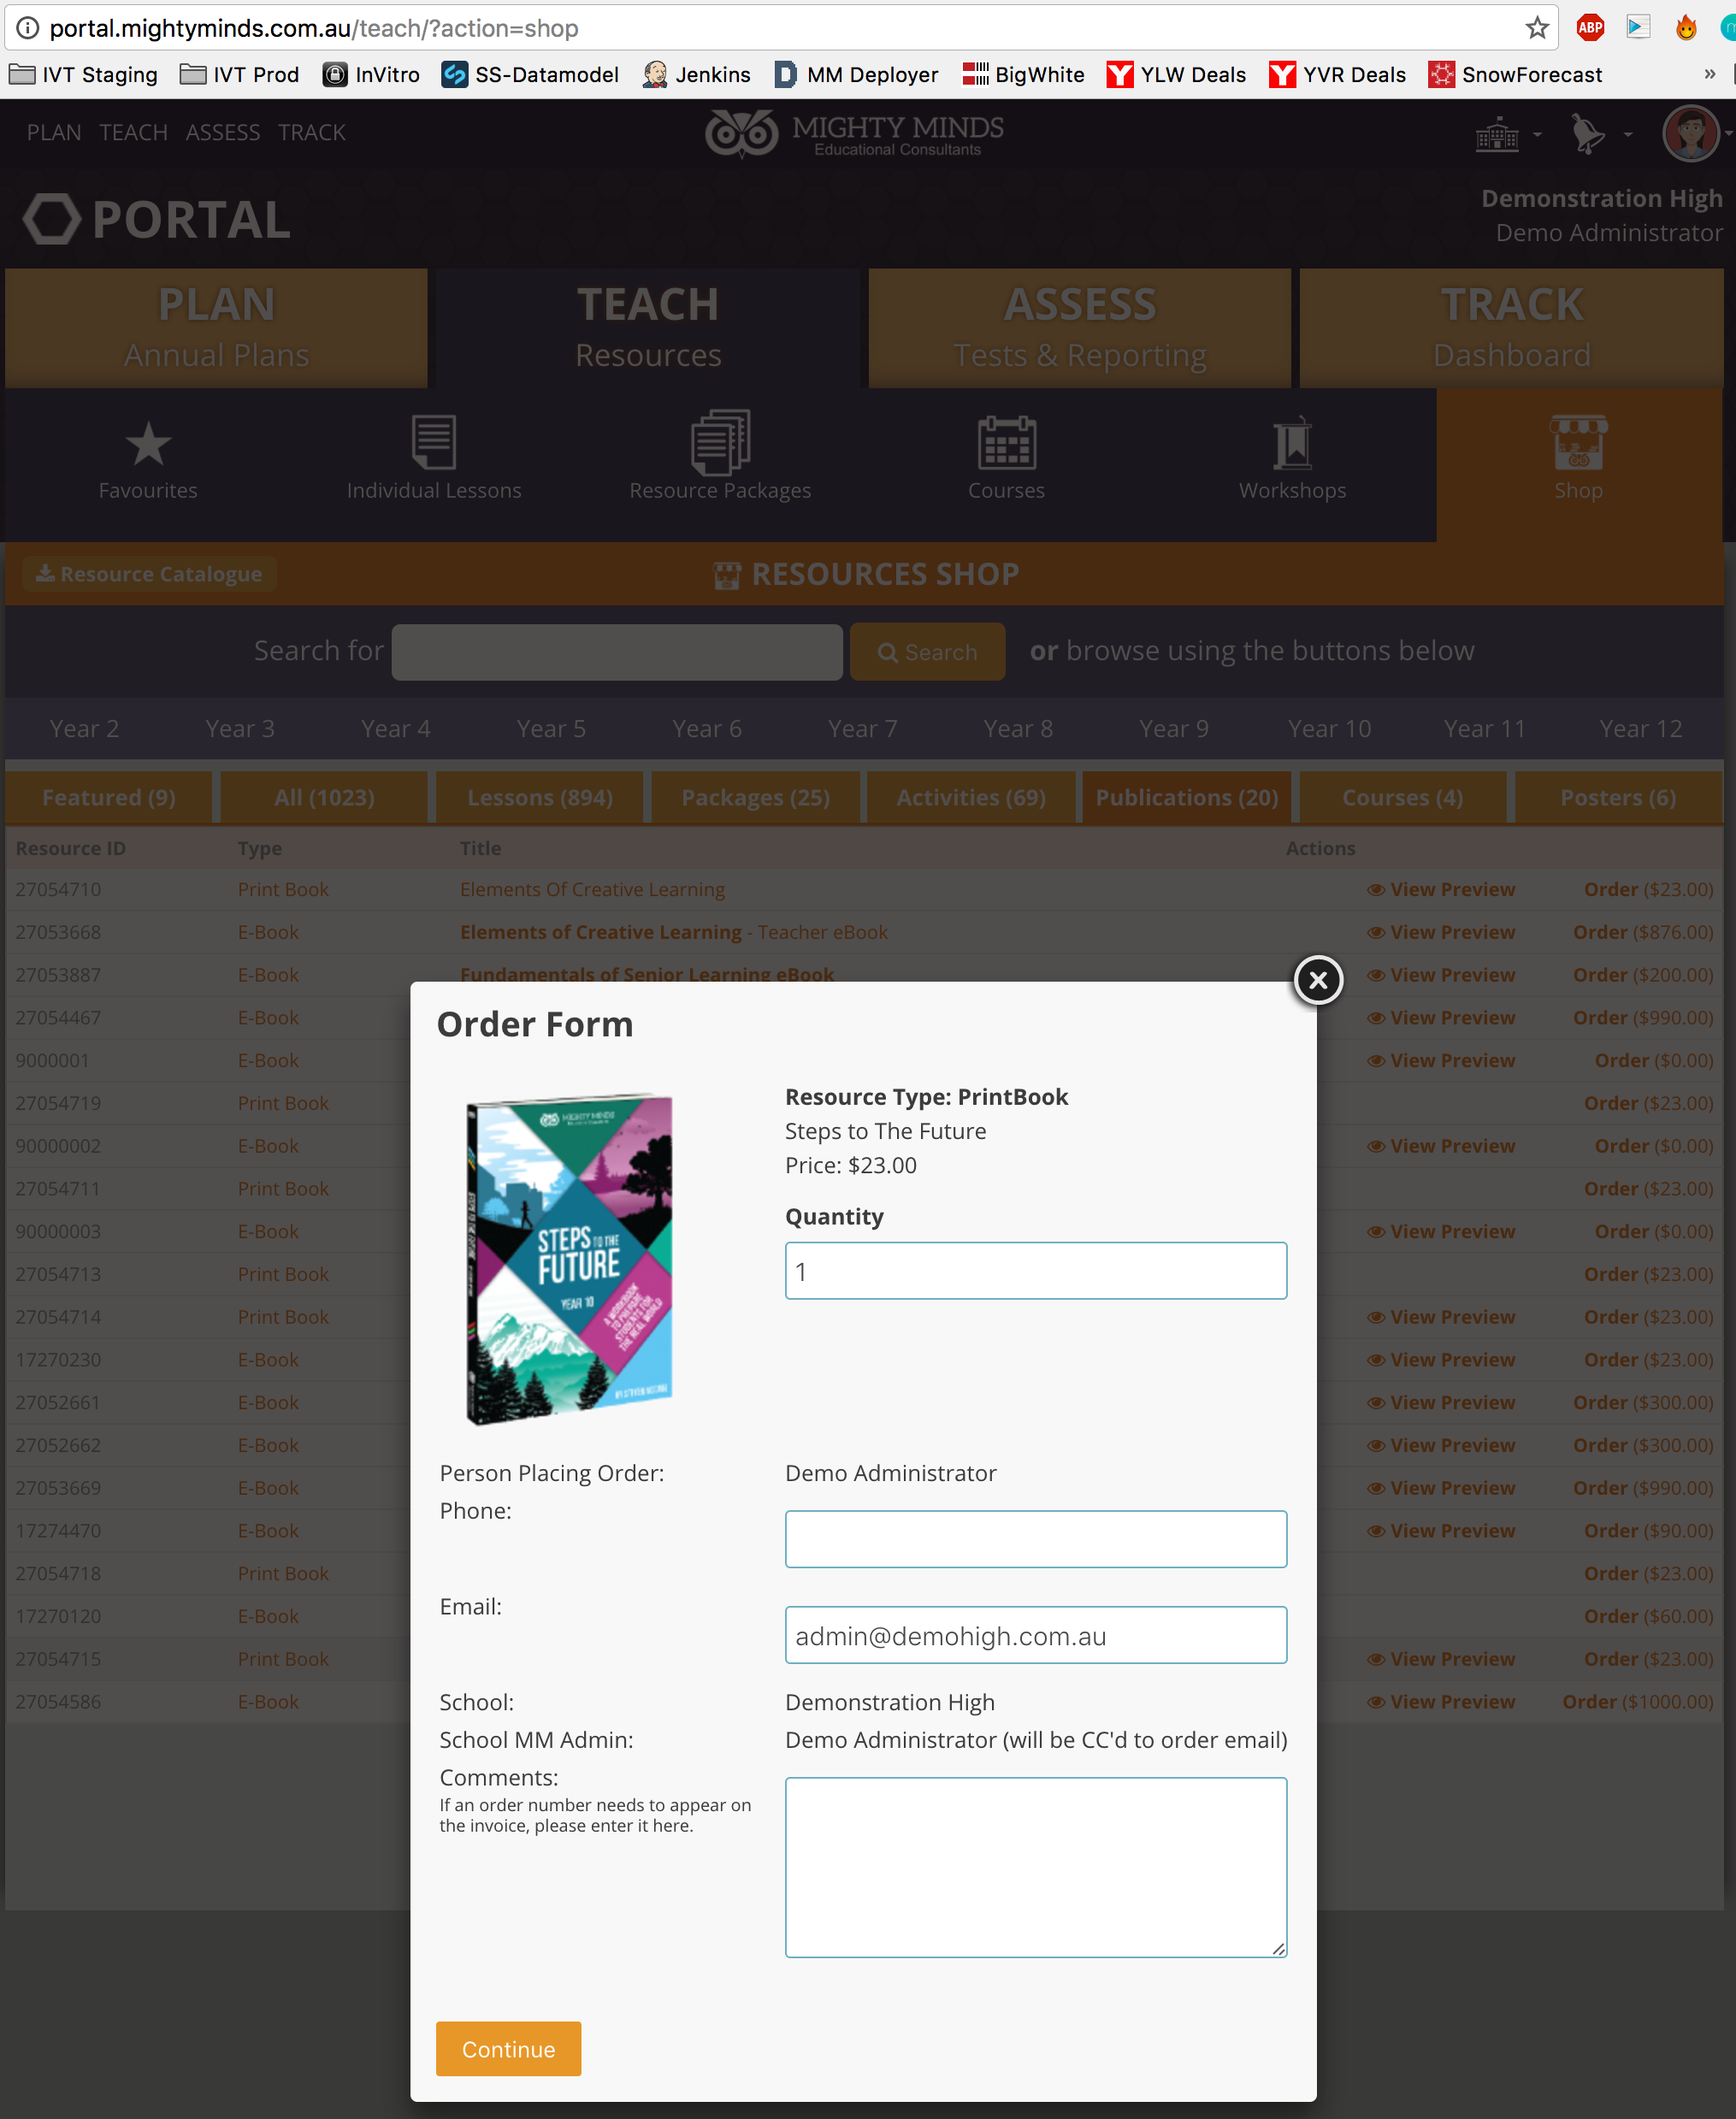 portal.mightyminds.com.au/teach/?action=shop
ABP
IVT Staging IVT Prod InVitro SS-Datamodel Jenkins MM Deployer BigWhite YLW Deals YVR Deals SnowForecast »
PLAN TEACH ASSESS TRACK
MIGHTY MINDS
Educational Consultants
PORTAL
Demonstration High
Demo Administrator
PLAN
Annual Plans
TEACH
Resources
ASSESS
Tests & Reporting
TRACK
Dashboard
Favourites
Individual Lessons
Resource Packages
Courses
Workshops
Shop
Resource Catalogue
RESOURCES SHOP
Search for Search or browse using the buttons below
Year 2 Year 3 Year 4 Year 5 Year 6 Year 7 Year 8 Year 9 Year 10 Year 11 Year 12
Featured (9) All (1023) Lessons (894) Packages (25) Activities (69) Publications (20) Courses (4) Posters (6)
Resource ID Type Title Actions
27054710 Print Book Elements Of Creative Learning View Preview Order ($23.00)
27053668 E-Book Elements of Creative Learning - Teacher eBook View Preview Order ($876.00)
27053887 E-Book Fundamentals of Senior Learning eBook View Preview Order ($200.00)
27054467 E-Book View Preview Order ($990.00)
9000001 E-Book View Preview Order ($0.00)
27054719 Print Book Order ($23.00)
90000002 E-Book View Preview Order ($0.00)
27054711 Print Book Order ($23.00)
90000003 E-Book View Preview Order ($0.00)
27054713 Print Book Order ($23.00)
27054714 Print Book View Preview Order ($23.00)
17270230 E-Book View Preview Order ($23.00)
27052661 E-Book View Preview Order ($300.00)
27052662 E-Book View Preview Order ($300.00)
27053669 E-Book View Preview Order ($990.00)
17274470 E-Book View Preview Order ($90.00)
27054718 Print Book Order ($23.00)
17270120 E-Book Order ($60.00)
27054715 Print Book View Preview Order ($23.00)
27054586 E-Book View Preview Order ($1000.00)
Order Form
MIGHTY MINDS
STEPS TO THE
FUTURE
YEAR 10
A WORKBOOK
TO PREPARE
STUDENTS FOR
THE REAL WORLD
Resource Type: PrintBook
Steps to The Future
Price: $23.00
Quantity
1
Person Placing Order: Demo Administrator
Phone:
Email: admin@demohigh.com.au
School: Demonstration High
School MM Admin: Demo Administrator (will be CC'd to order email)
Comments:
If an order number needs to appear on
the invoice, please enter it here.
Continue